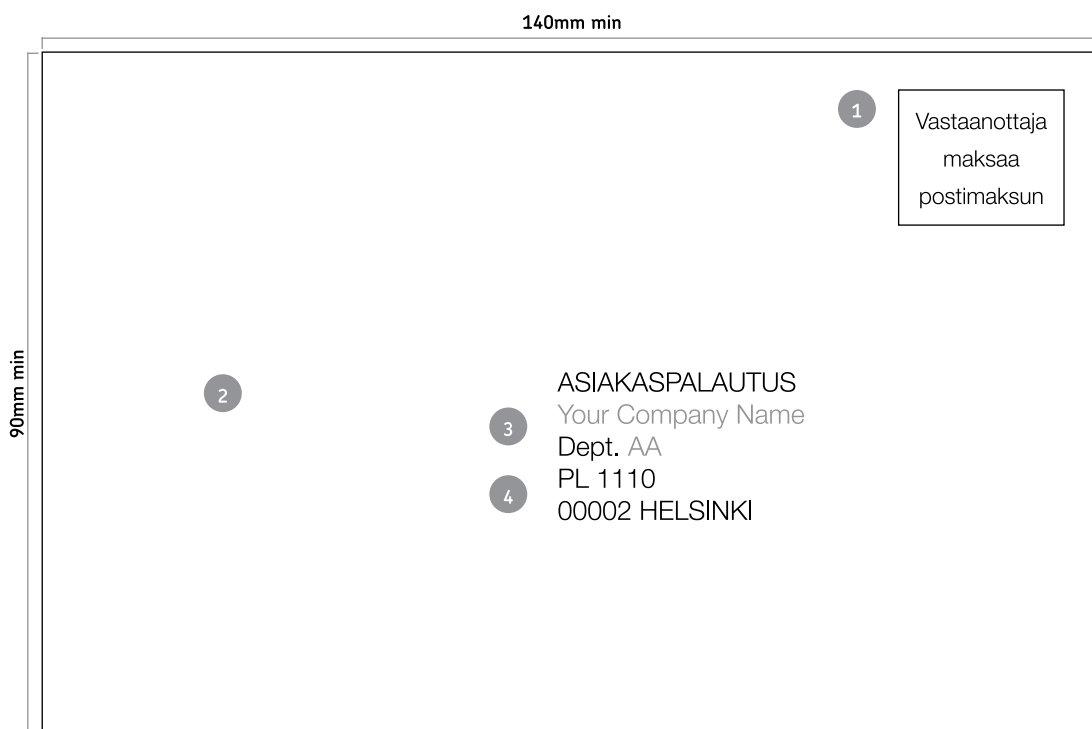 140mm min
1
Vastaanottaja
maksaa
postimaksun
90mm min
2
ASIAKASPALAUTUS
3
Your Company Name
Dept. AA
4
PL 1110
00002 HELSINKI